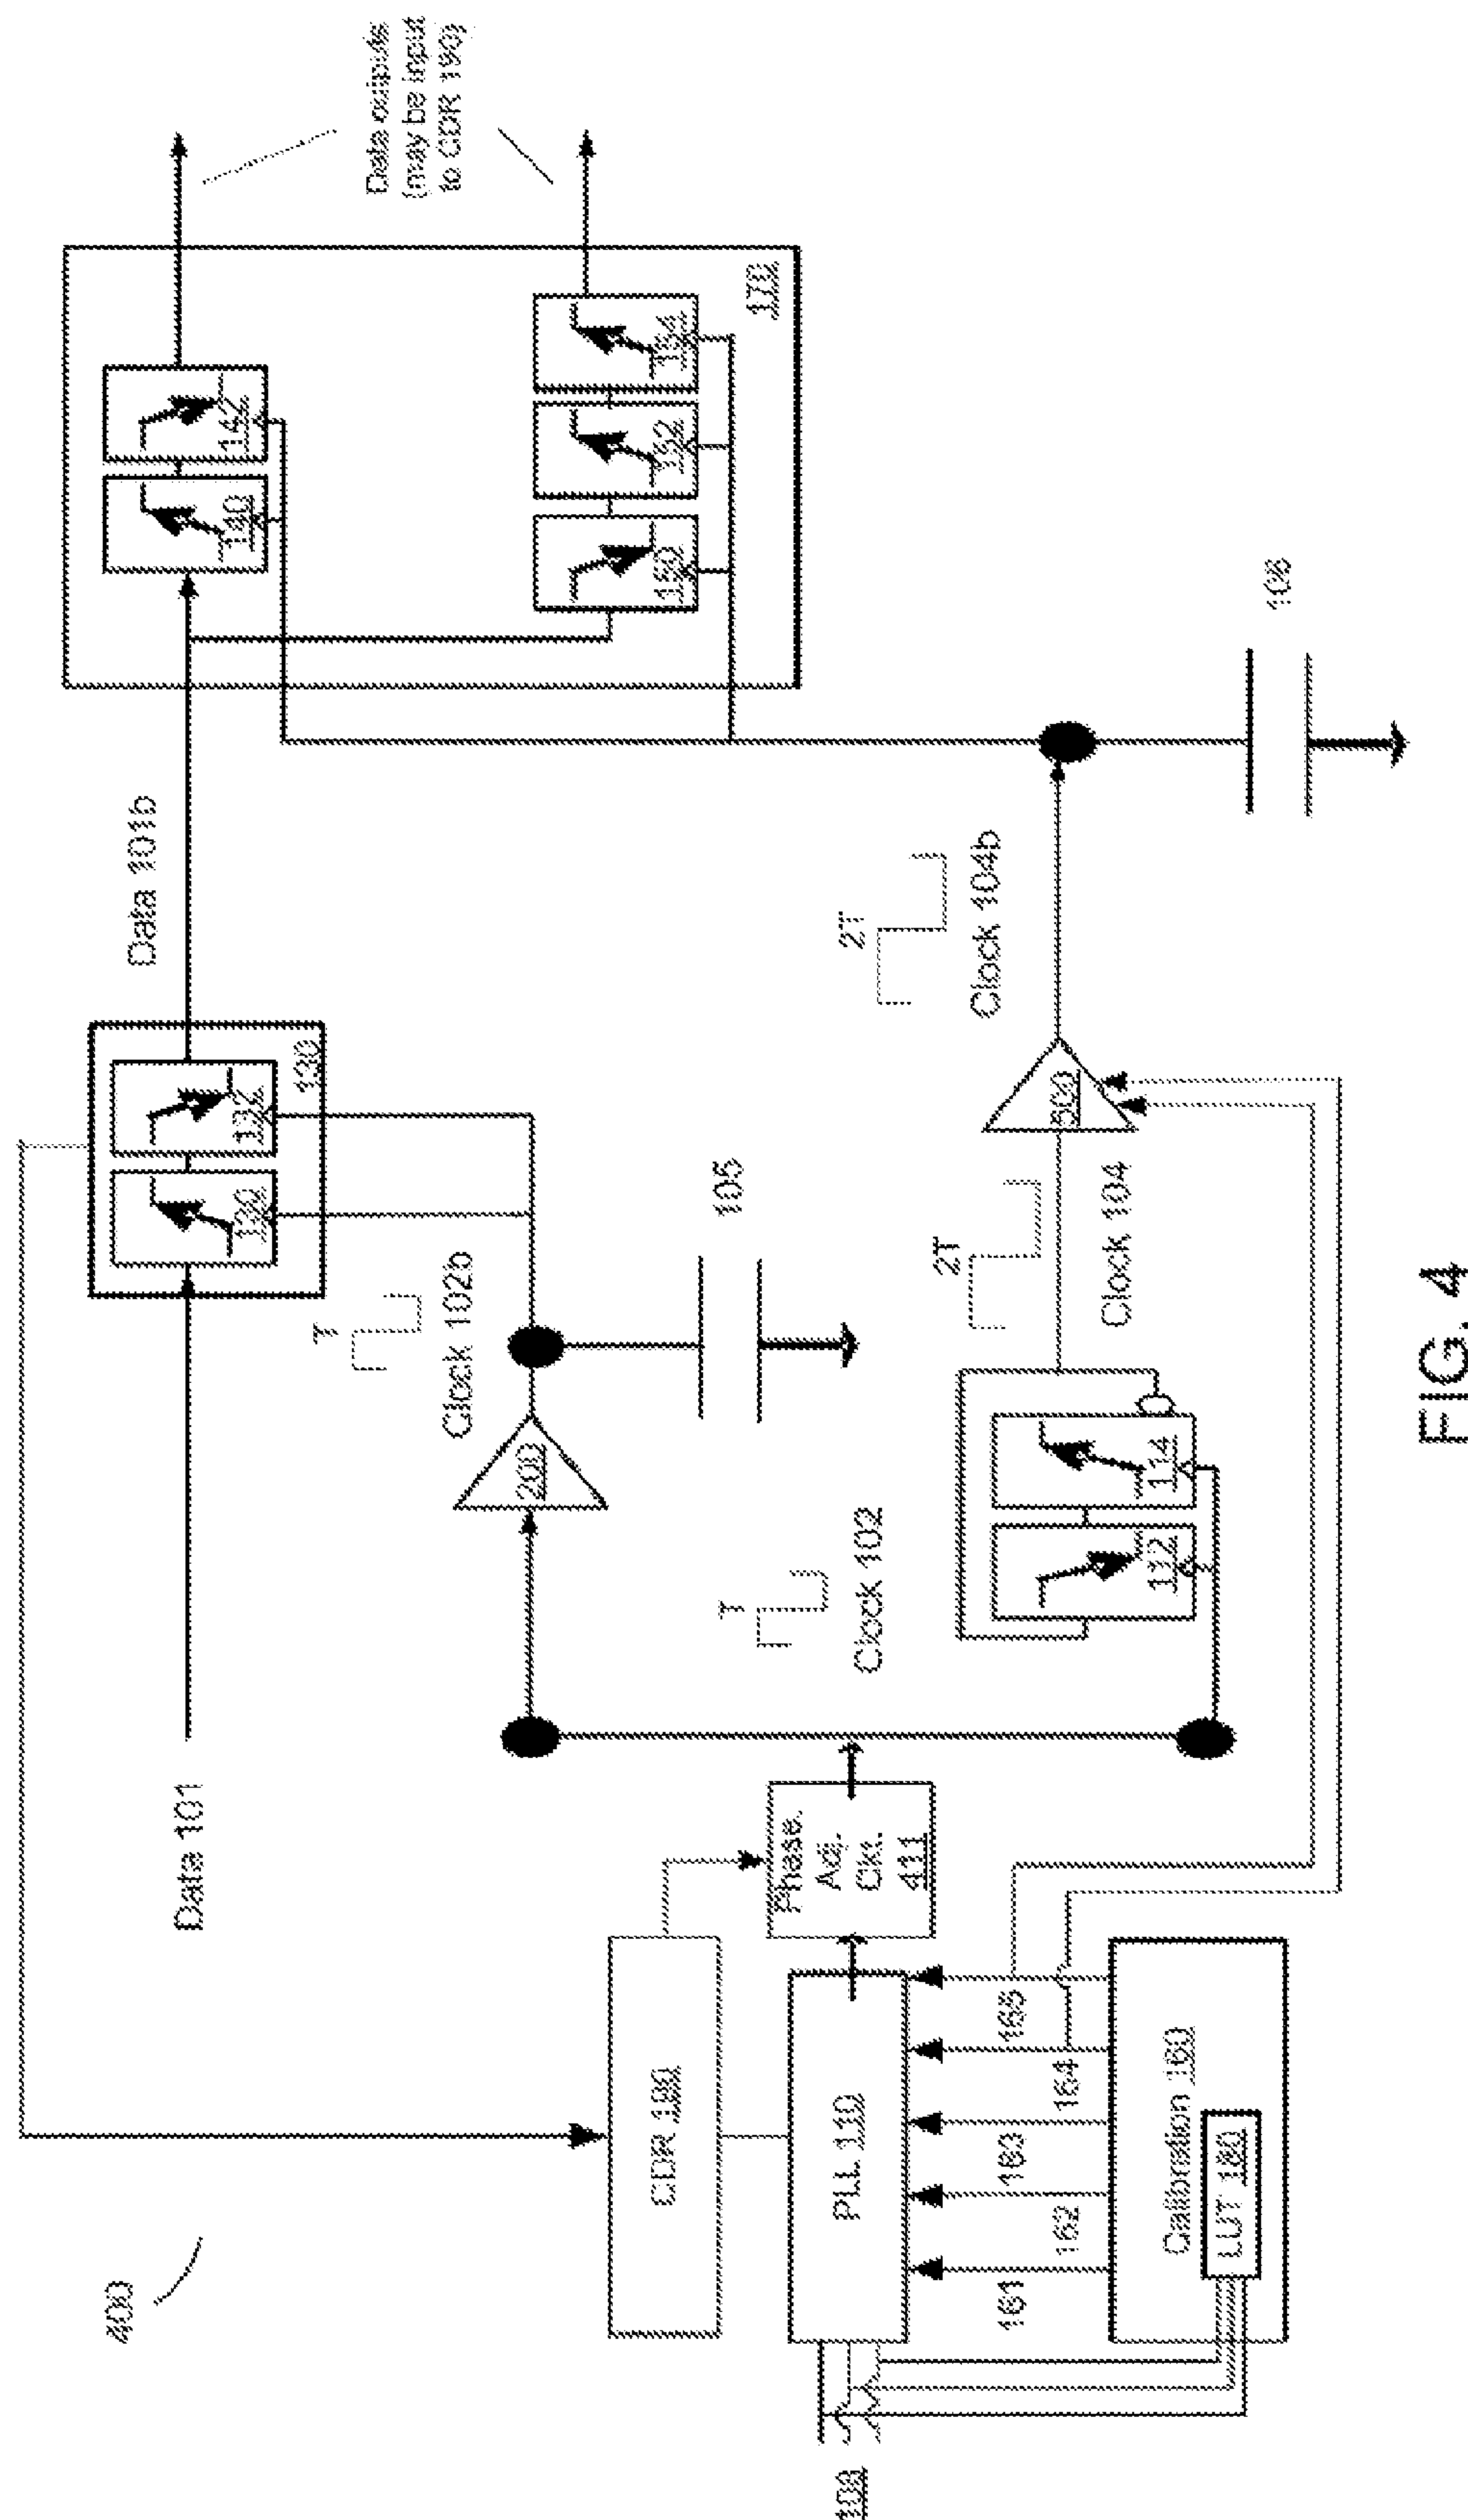 400
Data 101
130
132
130
Data 101b
140
142
150
152
154
170
Data outputs
(may be input
to CDR 190)
CDR 190
Phase.
Adj.
Ckt.
411
T
Clock 102b
200
105
T
Clock 102
PLL 110
161
162
163
164
165
Calibration 160
LUT 180
112
114
2T
Clock 104
300
2T
Clock 104b
106
FIG. 4